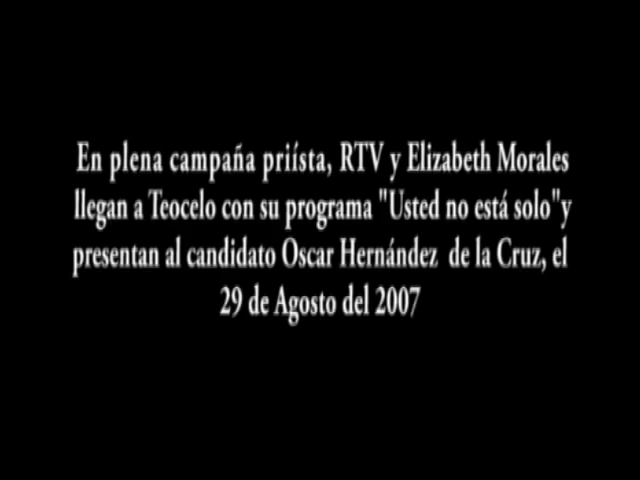 En plena campaña priísta, RTV y Elizabeth Morales
llegan a Teocelo con su programa "Usted no está solo"y
presentan al candidato Oscar Hernández de la Cruz, el
29 de Agosto del 2007